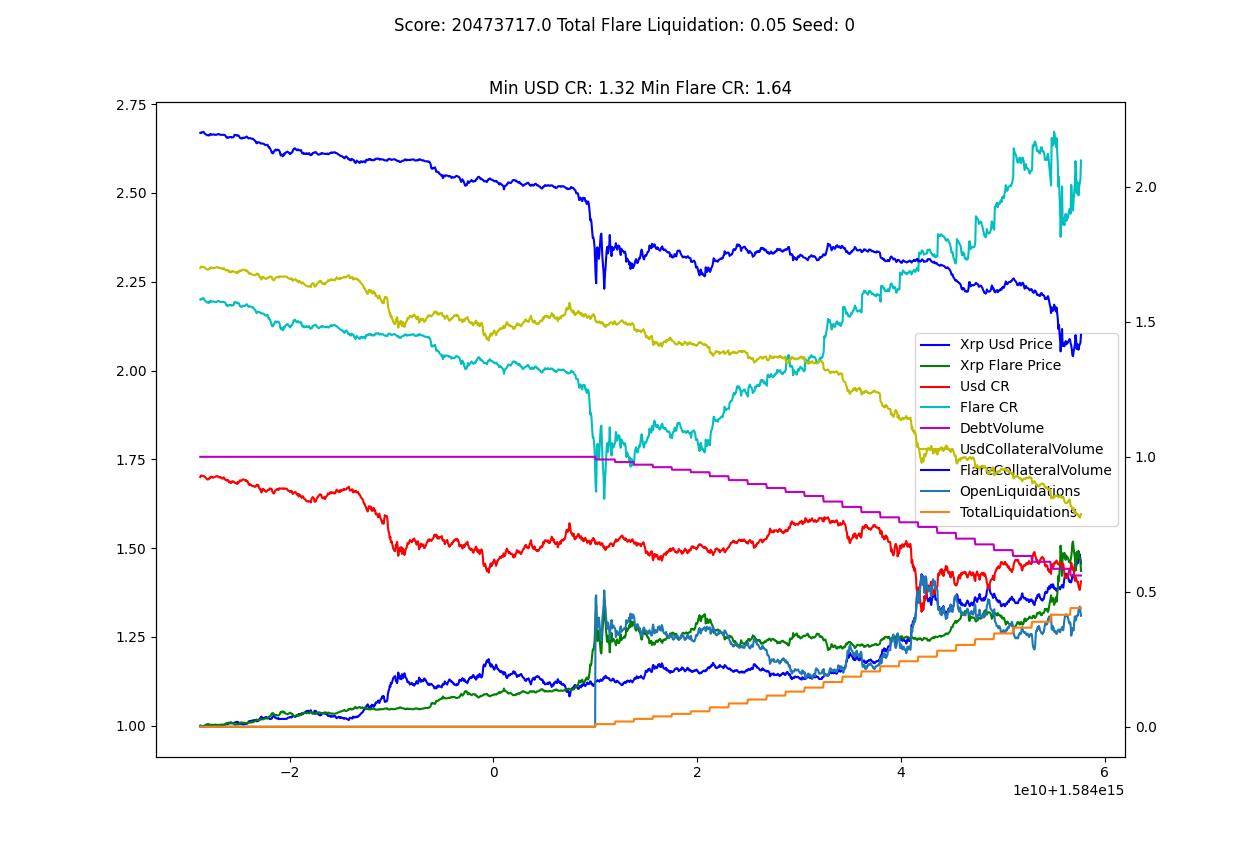 Score: 20473717.0 Total Flare Liquidation: 0.05 Seed: 0
Min USD CR: 1.32 Min Flare CR: 1.64
2.75
2.50
2.25
2.00
1.75
1.50
1.25
1.00
2.0
1.5
1.0
0.5
0.0
Xrp Usd Price
Xrp Flare Price
Usd CR
Flare CR
DebtVolume
UsdCollateralVolume
FlareCollateralVolume
OpenLiquidations
TotalLiquidations
−2
0
2
4
6
1e10+1.584e15